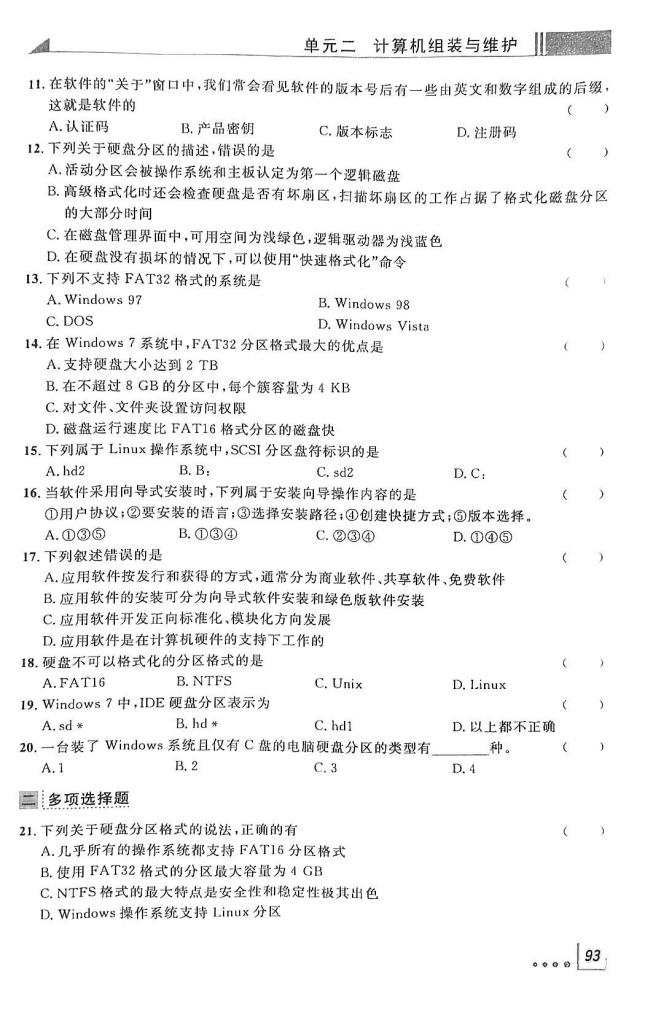 单元二 计算机组装与维护
11. 在软件的“关于”窗口中,我们常会看见软件的版本号后有一些由英文和数字组成的后缀,
这就是软件的 ( )
A. 认证码 B. 产品密钥 C. 版本标志 D. 注册码
12. 下列关于硬盘分区的描述,错误的是 ( )
A. 活动分区会被操作系统和主板认定为第一个逻辑磁盘
B. 高级格式化时还会检查硬盘是否有坏扇区,扫描坏扇区的工作占据了格式化磁盘分区
的大部分时间
C. 在磁盘管理界面中,可用空间为浅绿色,逻辑驱动器为浅蓝色
D. 在硬盘没有损坏的情况下,可以使用“快速格式化”命令
13. 下列不支持 FAT32 格式的系统是 ( )
A. Windows 97 B. Windows 98
C. DOS D. Windows Vista
14. 在 Windows 7 系统中,FAT32 分区格式最大的优点是 ( )
A. 支持硬盘大小达到 2 TB
B. 在不超过 8 GB 的分区中,每个簇容量为 4 KB
C. 对文件、文件夹设置访问权限
D. 磁盘运行速度比 FAT16 格式分区的磁盘快
15. 下列属于 Linux 操作系统中,SCSI 分区盘符标识的是 ( )
A. hd2 B. B: C. sd2 D. C:
16. 当软件采用向导式安装时,下列属于安装向导操作内容的是 ( )
①用户协议;②要安装的语言;③选择安装路径;④创建快捷方式;⑤版本选择。
A. ①③⑤ B. ①③④ C. ②③④ D. ①④⑤
17. 下列叙述错误的是 ( )
A. 应用软件按发行和获得的方式,通常分为商业软件、共享软件、免费软件
B. 应用软件的安装可分为向导式软件安装和绿色版软件安装
C. 应用软件开发正向标准化、模块化方向发展
D. 应用软件是在计算机硬件的支持下工作的
18. 硬盘不可以格式化的分区格式的是 ( )
A. FAT16 B. NTFS C. Unix D. Linux
19. Windows 7 中,IDE 硬盘分区表示为 ( )
A. sd * B. hd * C. hd1 D. 以上都不正确
20. 一台装了 Windows 系统且仅有 C 盘的电脑硬盘分区的类型有______种。 ( )
A. 1 B. 2 C. 3 D. 4
二 多项选择题
21. 下列关于硬盘分区格式的说法,正确的有 ( )
A. 几乎所有的操作系统都支持 FAT16 分区格式
B. 使用 FAT32 格式的分区最大容量为 4 GB
C. NTFS 格式的最大特点是安全性和稳定性极其出色
D. Windows 操作系统支持 Linux 分区
93